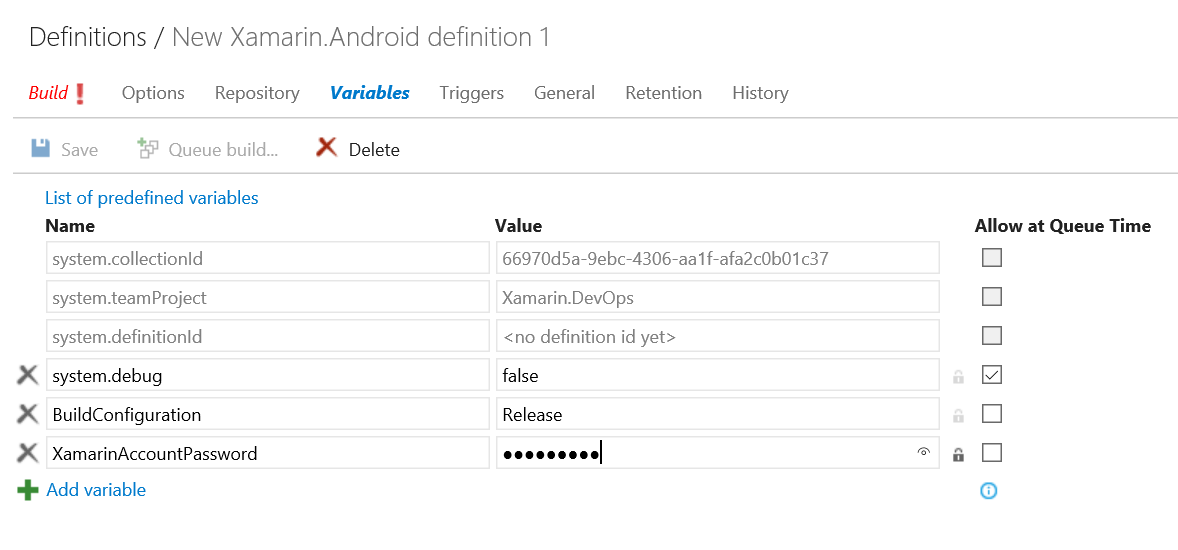 Definitions / New Xamarin.Android definition 1
Build Options Repository Variables Triggers General Retention History
Save Queue build... Delete
List of predefined variables
Name Value Allow at Queue Time
system.collectionId 66970d5a-9ebc-4306-aa1f-afa2c0b01c37
system.teamProject Xamarin.DevOps
system.definitionId <no definition id yet>
system.debug false
BuildConfiguration Release
XamarinAccountPassword ●●●●●●●●●
Add variable